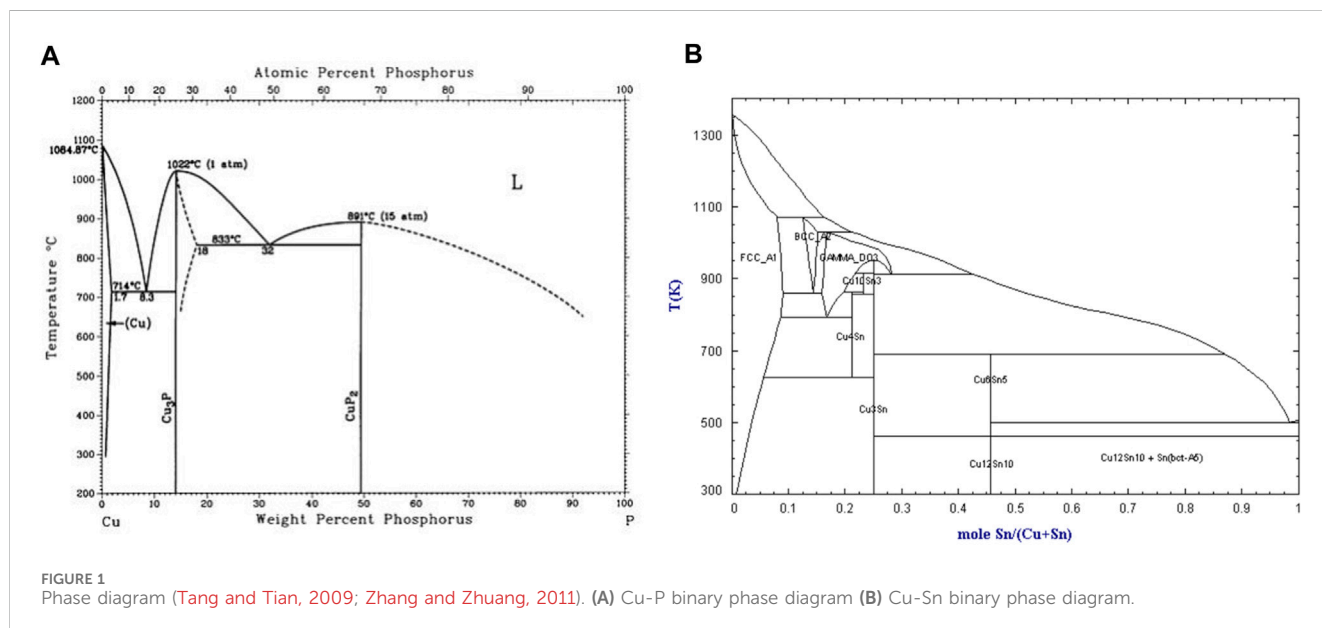 A
Atomic Percent Phosphorus
0 10 20 30 40 50 60 70 80 90 100
1200
1100
1000
900
800
700
600
500
400
300
200
Temperature °C
1084.87°C
1022°C (1 atm)
L
891°C (15 atm)
833°C
18
32
714°C
1.7
8.3
(Cu)
Cu₃P
CuP₂
0 10 20 30 40 50 60 70 80 90 100
Cu
Weight Percent Phosphorus
P
B
1300
1100
900
700
500
300
T(K)
BCC_A2
FCC_A1
GAMMA_DO3
Cu10Sn3
Cu4Sn
Cu6Sn5
Cu3Sn
Cu12Sn10
Cu12Sn10 + Sn(bct-A5)
0 0.1 0.2 0.3 0.4 0.5 0.6 0.7 0.8 0.9 1
mole Sn/(Cu+Sn)
FIGURE 1
Phase diagram (Tang and Tian, 2009; Zhang and Zhuang, 2011). (A) Cu-P binary phase diagram (B) Cu-Sn binary phase diagram.